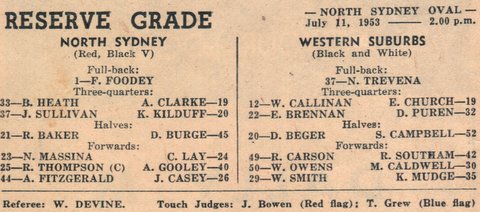 RESERVE GRADE
— NORTH SYDNEY OVAL —
July 11, 1953 —— 2.00 p.m.
NORTH SYDNEY
(Red, Black V)
Full-back:
1—F. FOODEY
Three-quarters:
33—B. HEATH A. CLARKE—19
37—J. SULLIVAN K. KILDUFF—20
Halves:
21—R. BAKER D. BURGE—45
Forwards:
23—N. MASSINA C. LAY—24
25—R. THOMPSON (C) A. GOOLEY—40
44—A. FITZGERALD J. CASEY—26
WESTERN SUBURBS
(Black and White)
Full-back:
37—N. TREVENA
Three-quarters:
12—W. CALLINAN E. CHURCH—19
22—E. BRENNAN D. PUREN—32
Halves:
20—D. BEGER S. CAMPBELL—52
Forwards:
49—R. CARSON R. SOUTHAM—42
50—W. OWENS M. CALDWELL—30
29—W. SMITH K. MUDGE—35
Referee: W. DEVINE. Touch Judges: J. Bowen (Red flag); T. Grew (Blue flag)